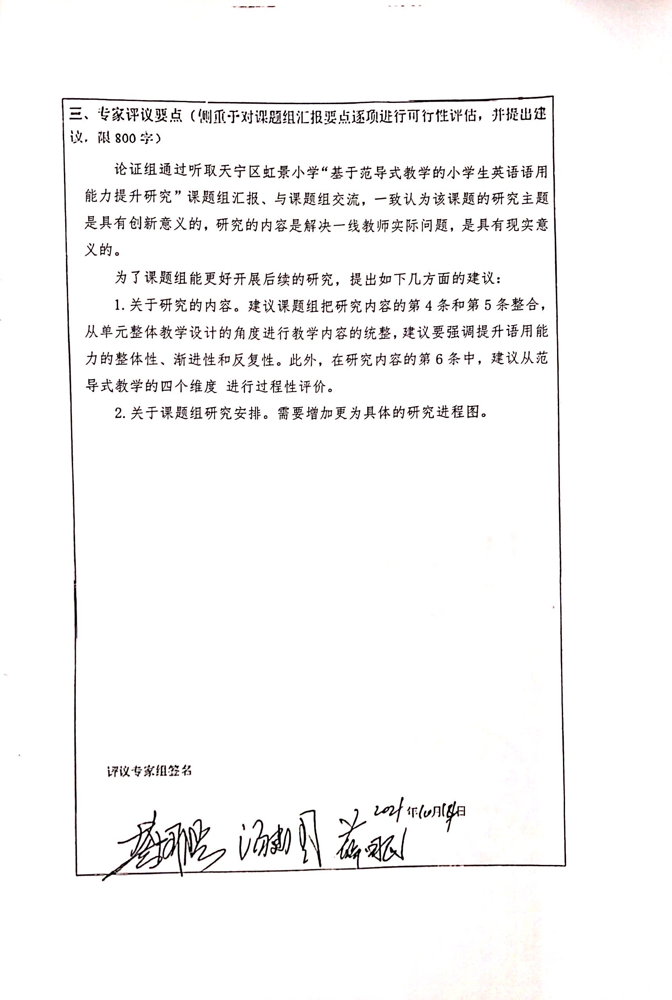 三、专家评议要点（侧重于对课题组汇报要点逐项进行可行性评估，并提出建
议，限800字）
论证组通过听取天宁区虹景小学“基于范导式教学的小学生英语语用
能力提升研究”课题组汇报、与课题组交流，一致认为该课题的研究主题
是具有创新意义的，研究的内容是解决一线教师实际问题，是具有现实意
义的。
为了课题组能更好开展后续的研究，提出如下几方面的建议：
1.关于研究的内容。建议课题组把研究内容的第4条和第5条整合，
从单元整体教学设计的角度进行教学内容的统整，建议要强调提升语用能
力的整体性、渐进性和反复性。此外，在研究内容的第6条中，建议从范
导式教学的四个维度 进行过程性评价。
2.关于课题组研究安排。需要增加更为具体的研究进程图。
评议专家组签名
2021年10月 日